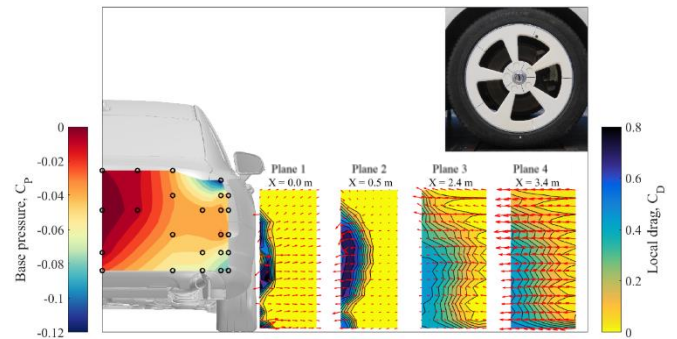 Plane 1
X = 0.0 m
Plane 2
X = 0.5 m
Plane 3
X = 2.4 m
Plane 4
X = 3.4 m
Base pressure, C_P
0
-0.02
-0.04
-0.06
-0.08
-0.1
-0.12
Local drag, C_D
0.8
0.6
0.4
0.2
0